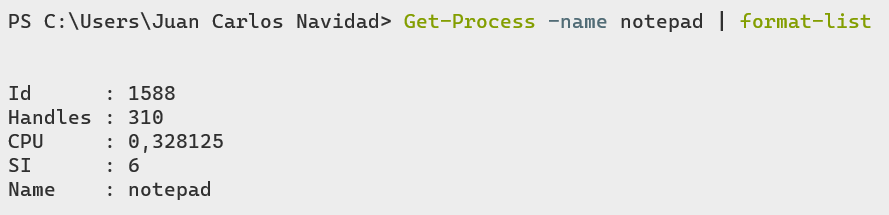 PS C:\Users\Juan Carlos Navidad> Get-Process -name notepad | format-list
Id      : 1588
Handles : 310
CPU     : 0,328125
SI      : 6
Name    : notepad